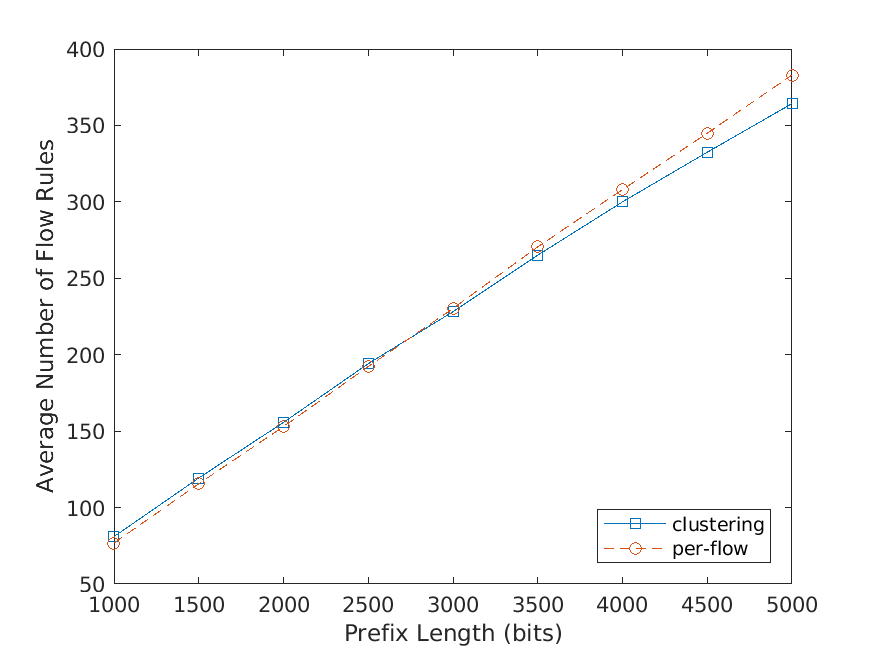 400
350
300
250
200
150
100
50
Average Number of Flow Rules
clustering
per-flow
1000 1500 2000 2500 3000 3500 4000 4500 5000
Prefix Length (bits)